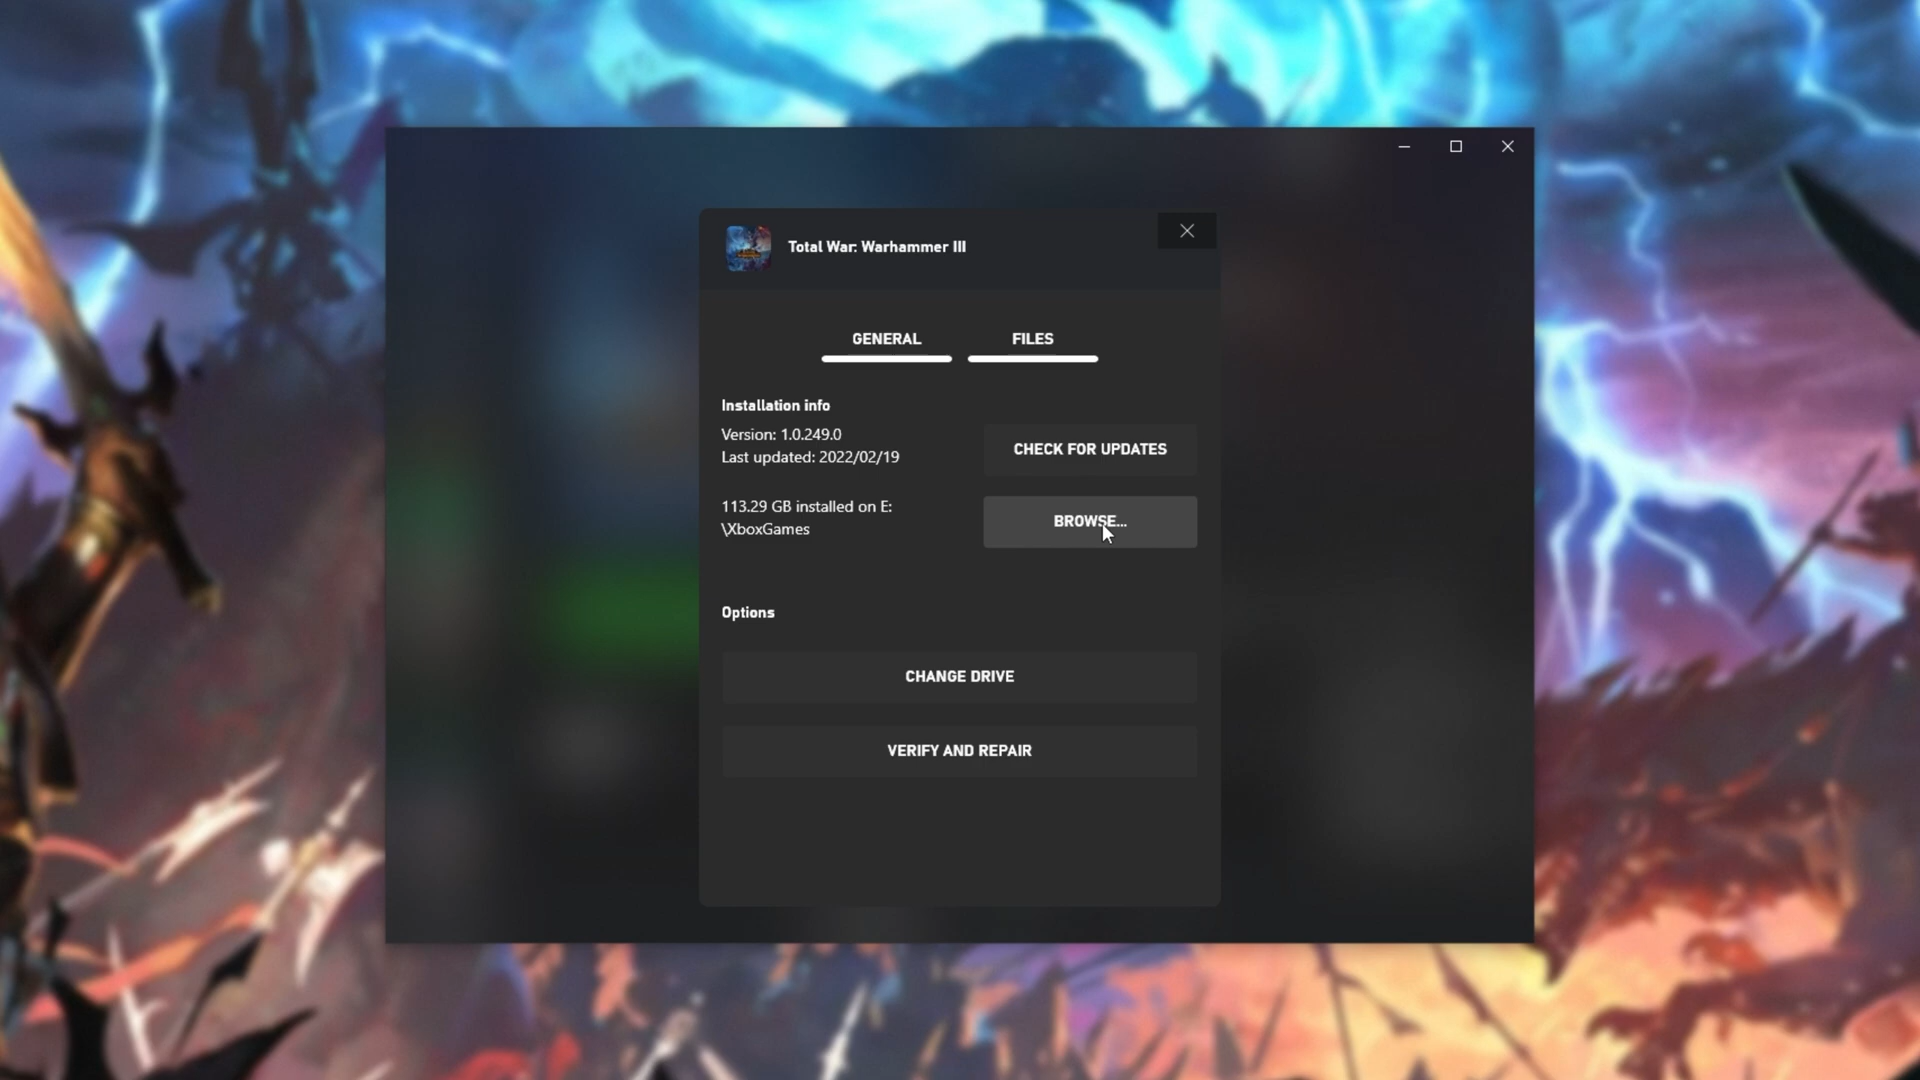 Total War: Warhammer III
GENERAL
FILES
Installation info
Version: 1.0.249.0
Last updated: 2022/02/19
CHECK FOR UPDATES
113.29 GB installed on E:
\XboxGames
BROWSE...
Options
CHANGE DRIVE
VERIFY AND REPAIR